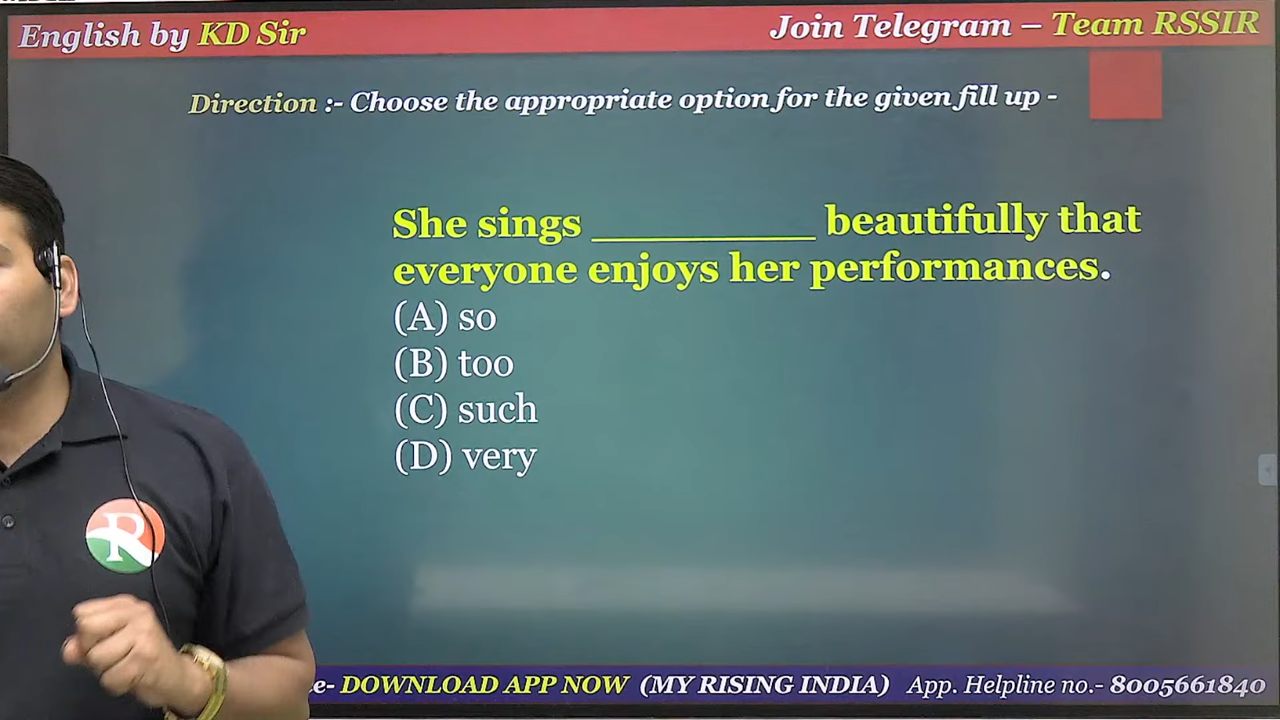 English by KD Sir
Join Telegram – Team RSSIR
Direction :- Choose the appropriate option for the given fill up -
She sings __________ beautifully that
everyone enjoys her performances.
(A) so
(B) too
(C) such
(D) very
R
DOWNLOAD APP NOW (MY RISING INDIA) App. Helpline no.- 8005661840